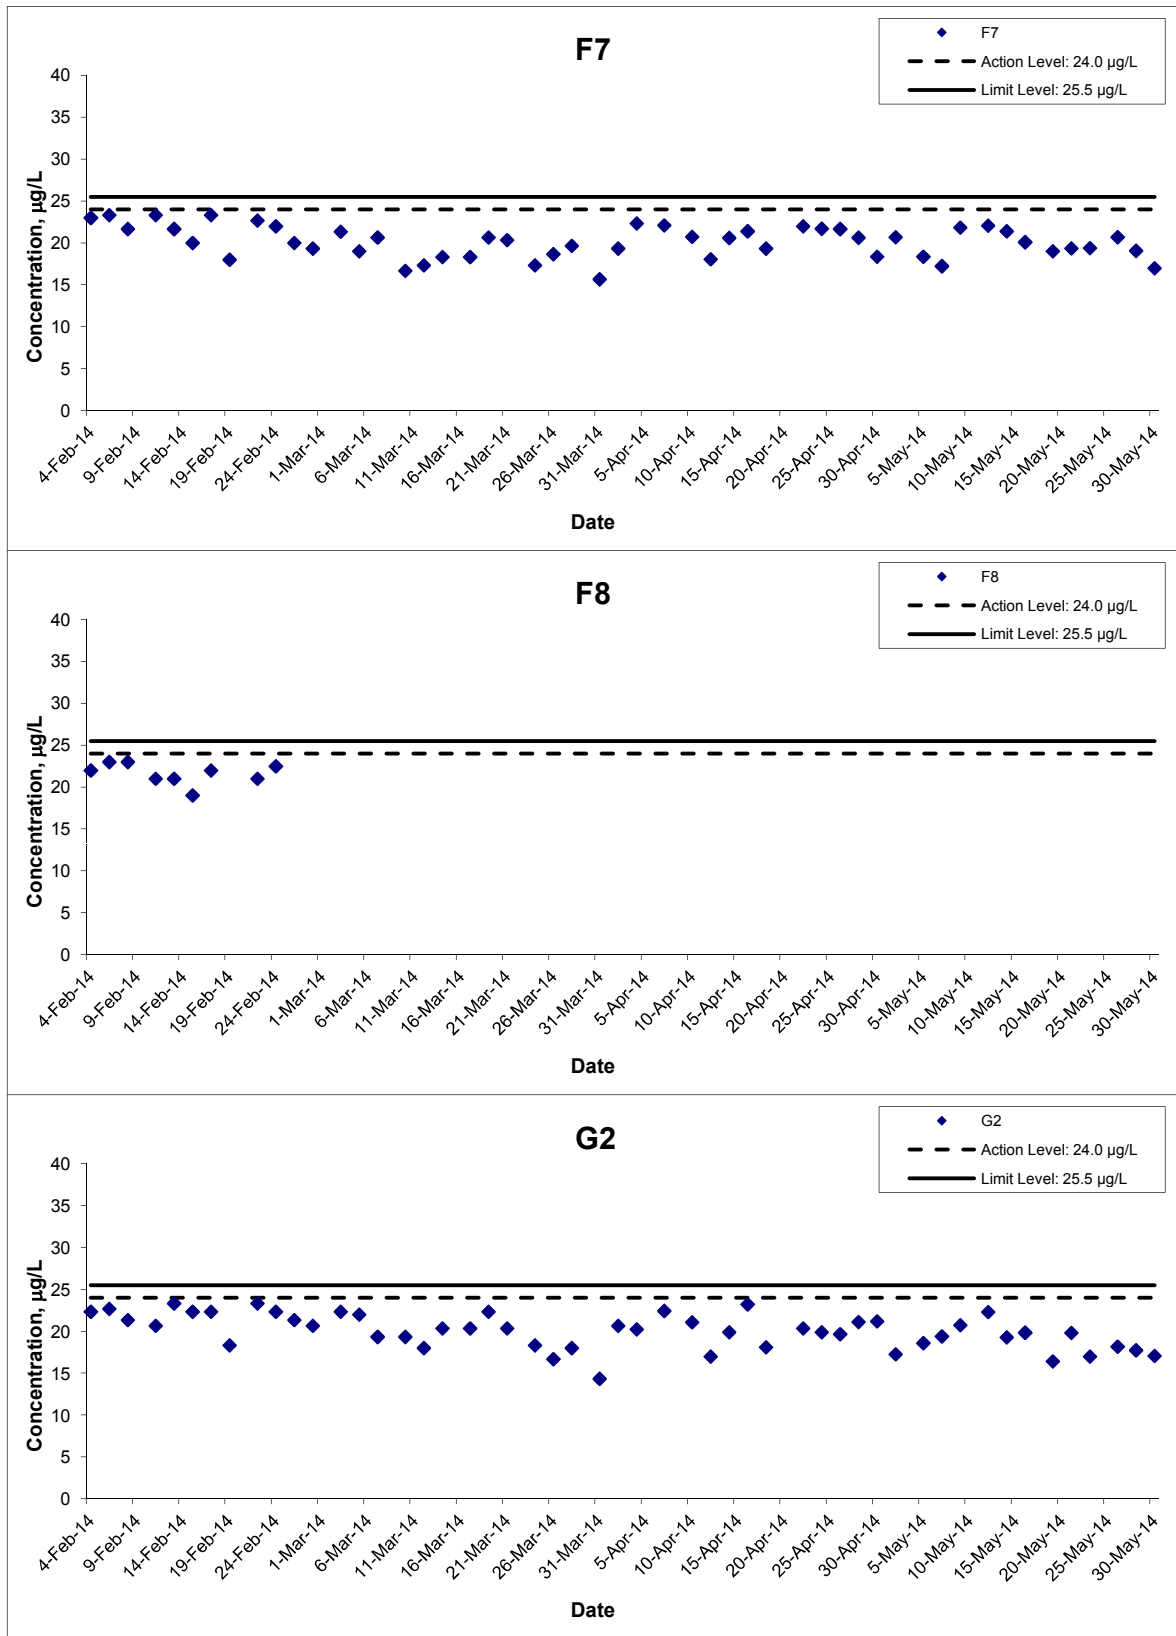 F7
F7
Action Level: 24.0 µg/L
Limit Level: 25.5 µg/L
Concentration, µg/L
40
35
30
25
20
15
10
5
0
4-Feb-14
9-Feb-14
14-Feb-14
19-Feb-14
24-Feb-14
1-Mar-14
6-Mar-14
11-Mar-14
16-Mar-14
21-Mar-14
26-Mar-14
31-Mar-14
5-Apr-14
10-Apr-14
15-Apr-14
20-Apr-14
25-Apr-14
30-Apr-14
5-May-14
10-May-14
15-May-14
20-May-14
25-May-14
30-May-14
Date
F8
F8
Action Level: 24.0 µg/L
Limit Level: 25.5 µg/L
Concentration, µg/L
40
35
30
25
20
15
10
5
0
4-Feb-14
9-Feb-14
14-Feb-14
19-Feb-14
24-Feb-14
1-Mar-14
6-Mar-14
11-Mar-14
16-Mar-14
21-Mar-14
26-Mar-14
31-Mar-14
5-Apr-14
10-Apr-14
15-Apr-14
20-Apr-14
25-Apr-14
30-Apr-14
5-May-14
10-May-14
15-May-14
20-May-14
25-May-14
30-May-14
Date
G2
G2
Action Level: 24.0 µg/L
Limit Level: 25.5 µg/L
Concentration, µg/L
40
35
30
25
20
15
10
5
0
4-Feb-14
9-Feb-14
14-Feb-14
19-Feb-14
24-Feb-14
1-Mar-14
6-Mar-14
11-Mar-14
16-Mar-14
21-Mar-14
26-Mar-14
31-Mar-14
5-Apr-14
10-Apr-14
15-Apr-14
20-Apr-14
25-Apr-14
30-Apr-14
5-May-14
10-May-14
15-May-14
20-May-14
25-May-14
30-May-14
Date